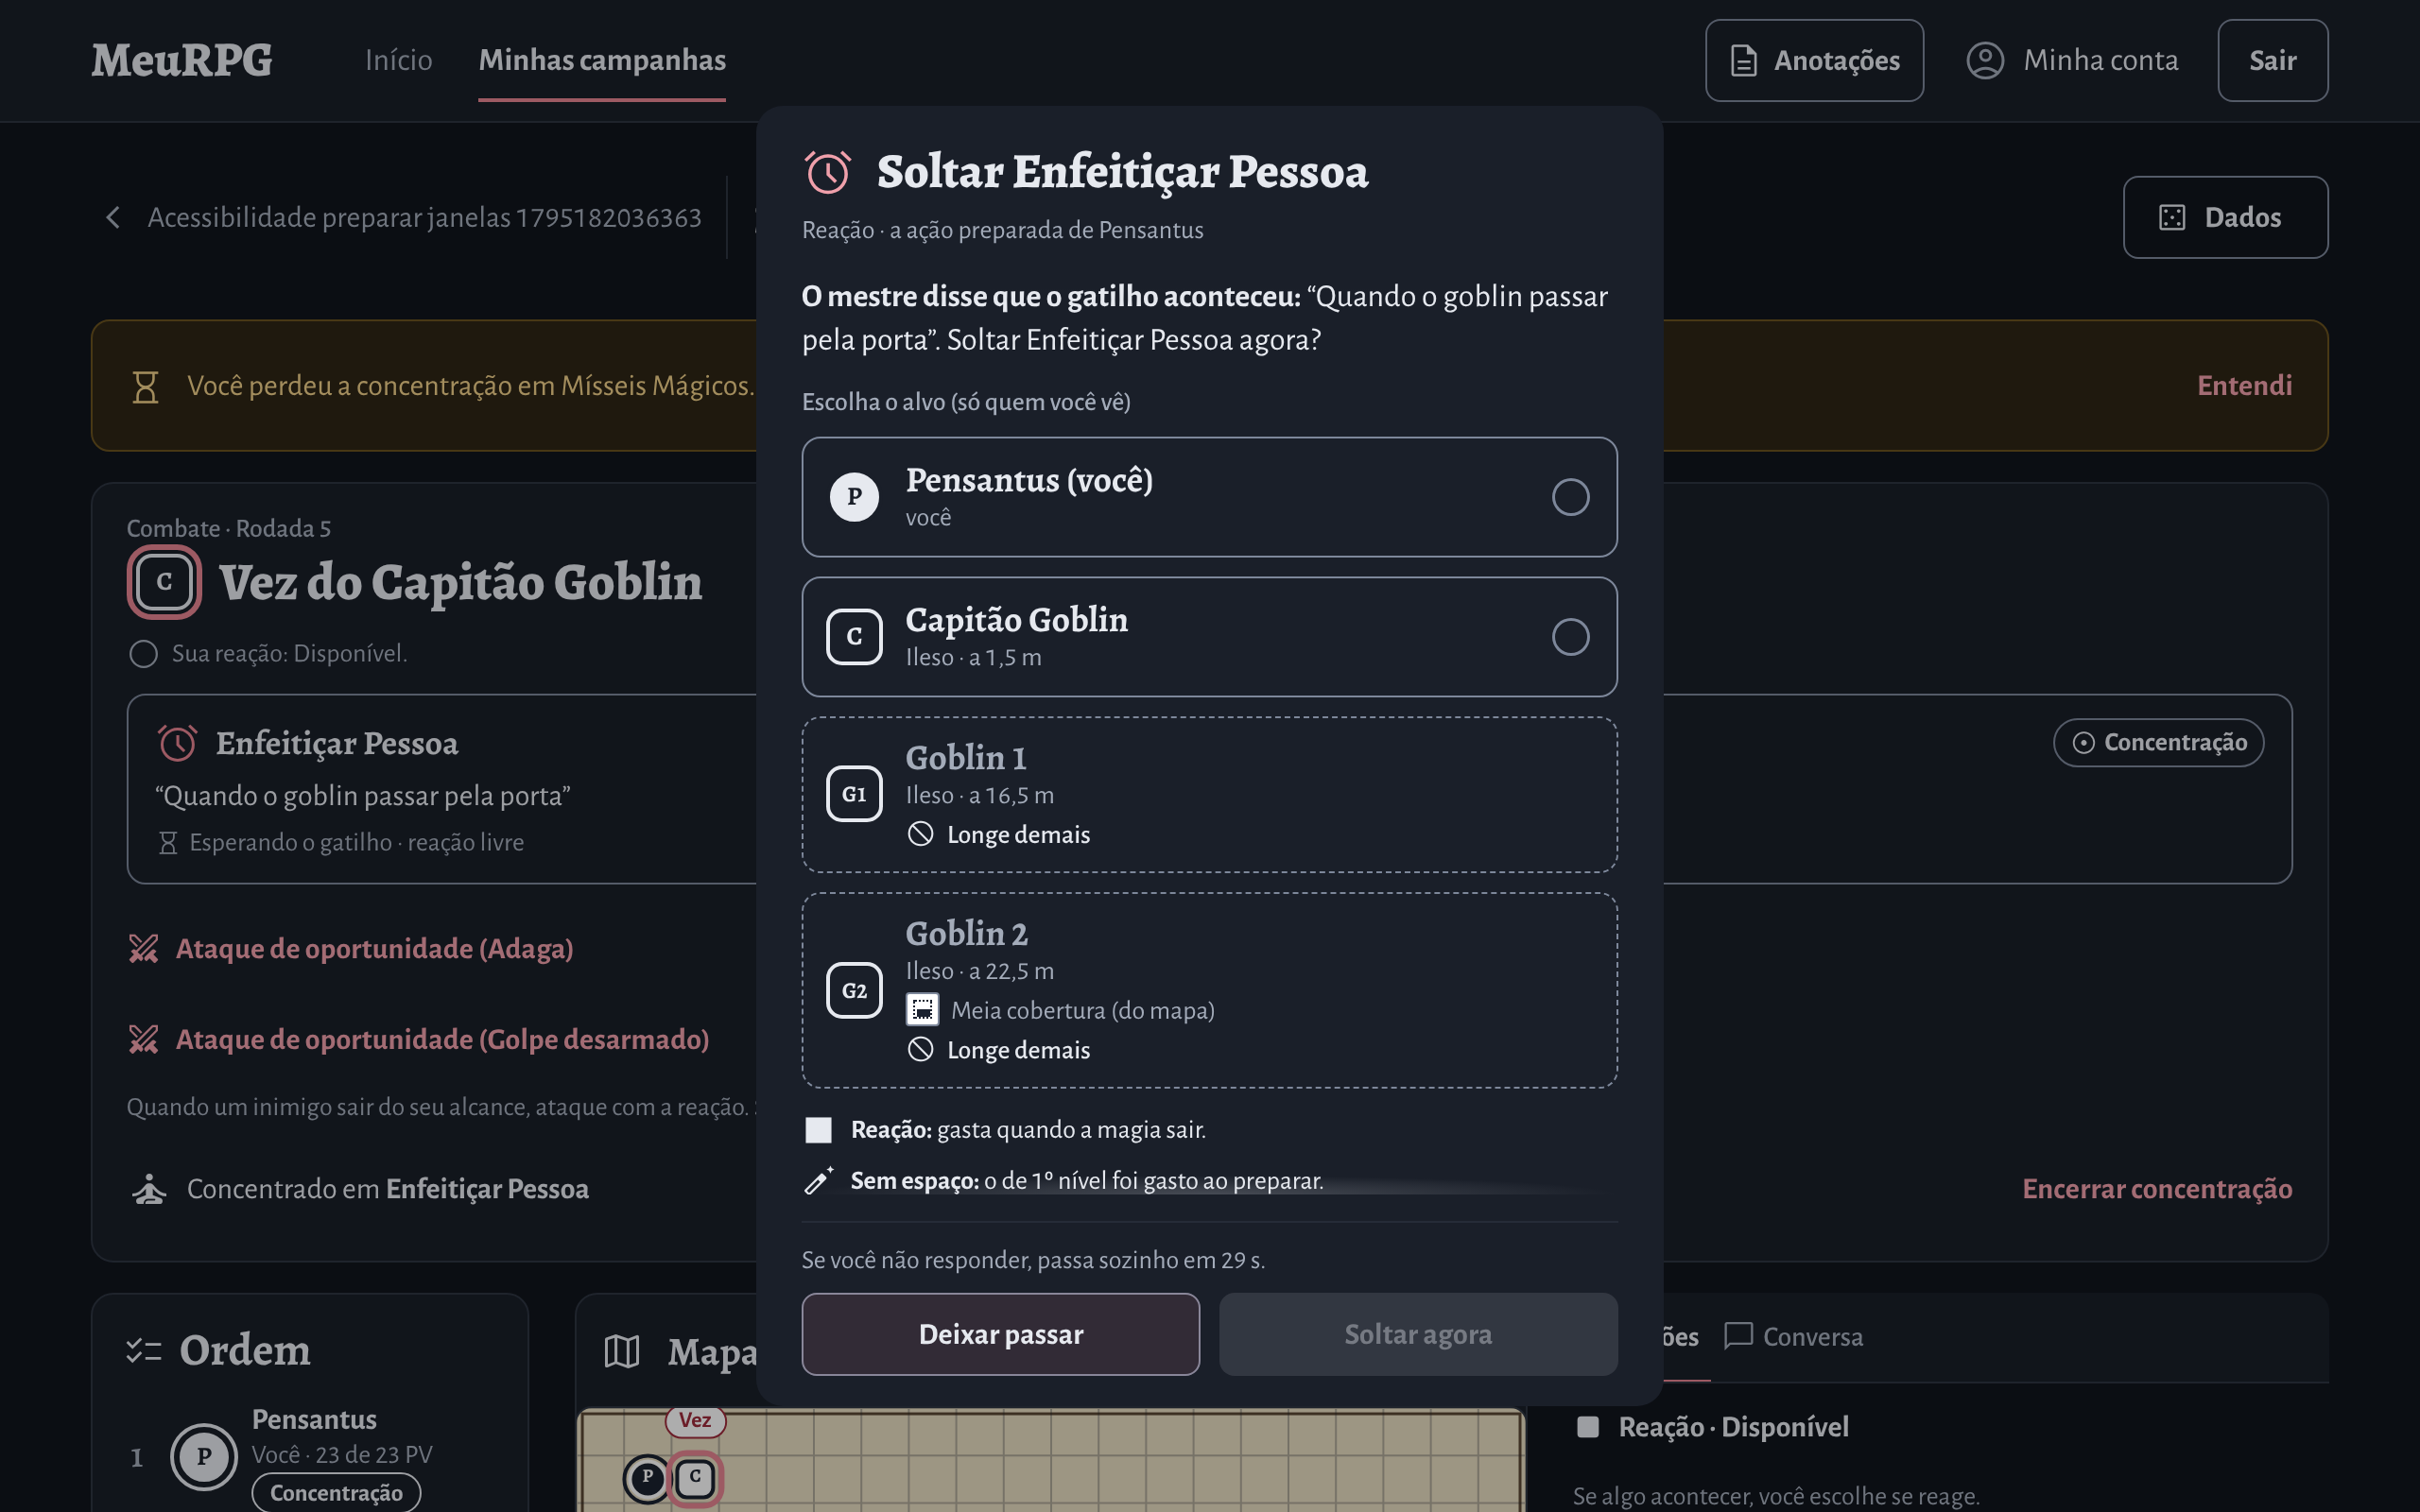 MeuRPG
Início
Minhas campanhas
Anotações
Minha conta
Sair
Acessibilidade preparar janelas 1795182036363
Dados
Você perdeu a concentração em Mísseis Mágicos.
Entendi
Combate · Rodada 5
C
Vez do Capitão Goblin
Sua reação: Disponível.
Enfeitiçar Pessoa
Concentração
“Quando o goblin passar pela porta”
Esperando o gatilho · reação livre
Ataque de oportunidade (Adaga)
Ataque de oportunidade (Golpe desarmado)
Quando um inimigo sair do seu alcance, ataque com a reação.
Concentrado em Enfeitiçar Pessoa
Encerrar concentração
Soltar Enfeitiçar Pessoa
Reação · a ação preparada de Pensantus
O mestre disse que o gatilho aconteceu: “Quando o goblin passar
pela porta”. Soltar Enfeitiçar Pessoa agora?
Escolha o alvo (só quem você vê)
P
Pensantus (você)
você
C
Capitão Goblin
Ileso · a 1,5 m
G1
Goblin 1
Ileso · a 16,5 m
Longe demais
G2
Goblin 2
Ileso · a 22,5 m
Meia cobertura (do mapa)
Longe demais
Reação: gasta quando a magia sair.
Sem espaço: o de 1º nível foi gasto ao preparar.
Se você não responder, passa sozinho em 29 s.
Deixar passar
Soltar agora
Ordem
1
P
Pensantus
Você · 23 de 23 PV
Concentração
Mapa
Vez
P
C
Conversa
Reação · Disponível
Se algo acontecer, você escolhe se reage.